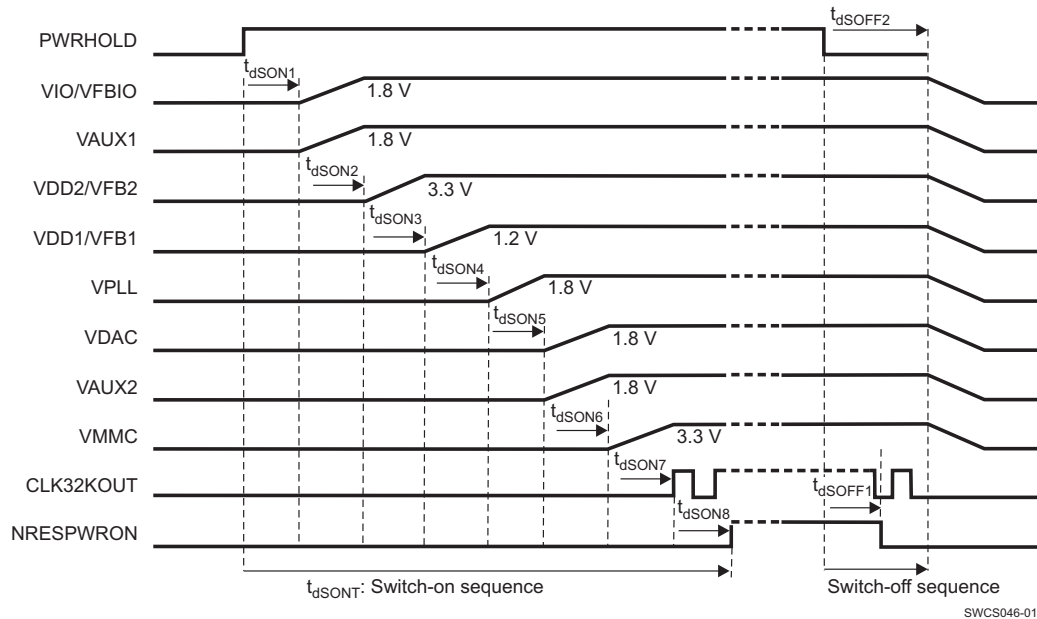 PWRHOLD
tdSOFF2
tdSON1
VIO/VFBIO
1.8 V
VAUX1
1.8 V
tdSON2
VDD2/VFB2
3.3 V
tdSON3
VDD1/VFB1
1.2 V
tdSON4
VPLL
1.8 V
tdSON5
VDAC
1.8 V
VAUX2
1.8 V
tdSON6
VMMC
3.3 V
tdSON7
CLK32KOUT
tdSOFF1
tdSON8
NRESPWRON
tdSONT: Switch-on sequence
Switch-off sequence
SWCS046-01